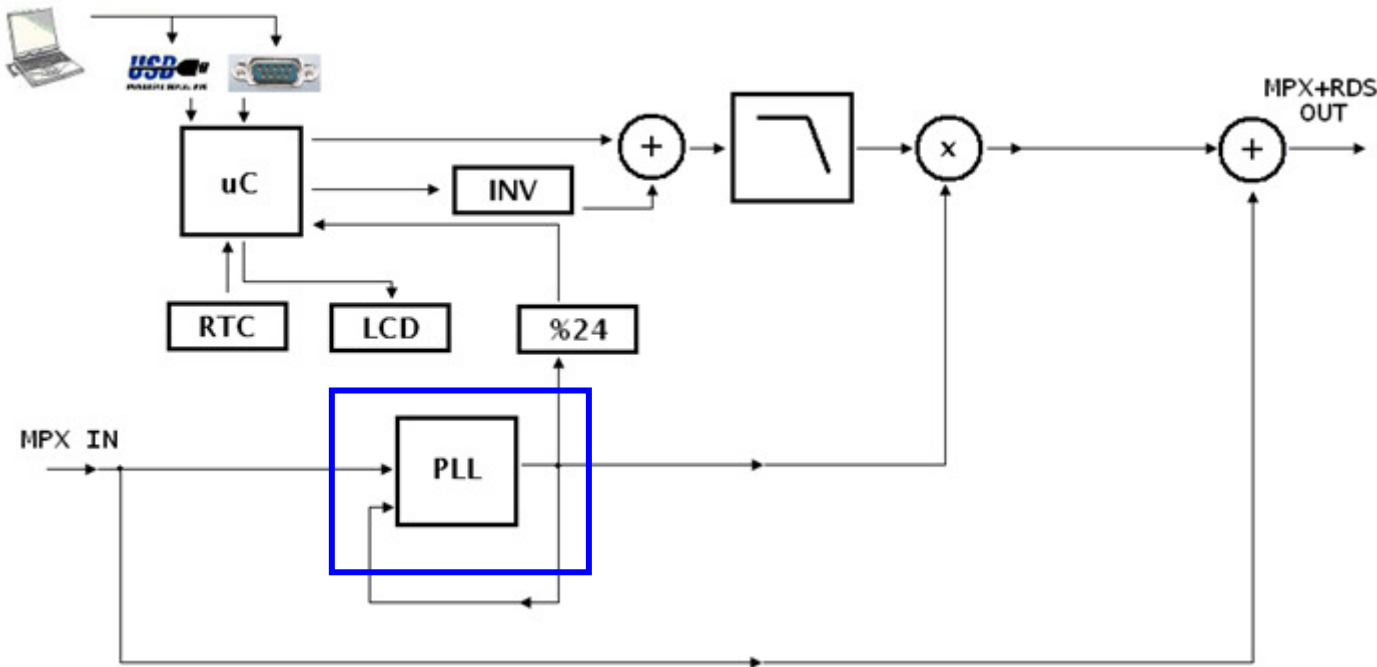 USB
MPX+RDS
OUT
+
x
+
uC
INV
RTC
LCD
%24
MPX IN
PLL